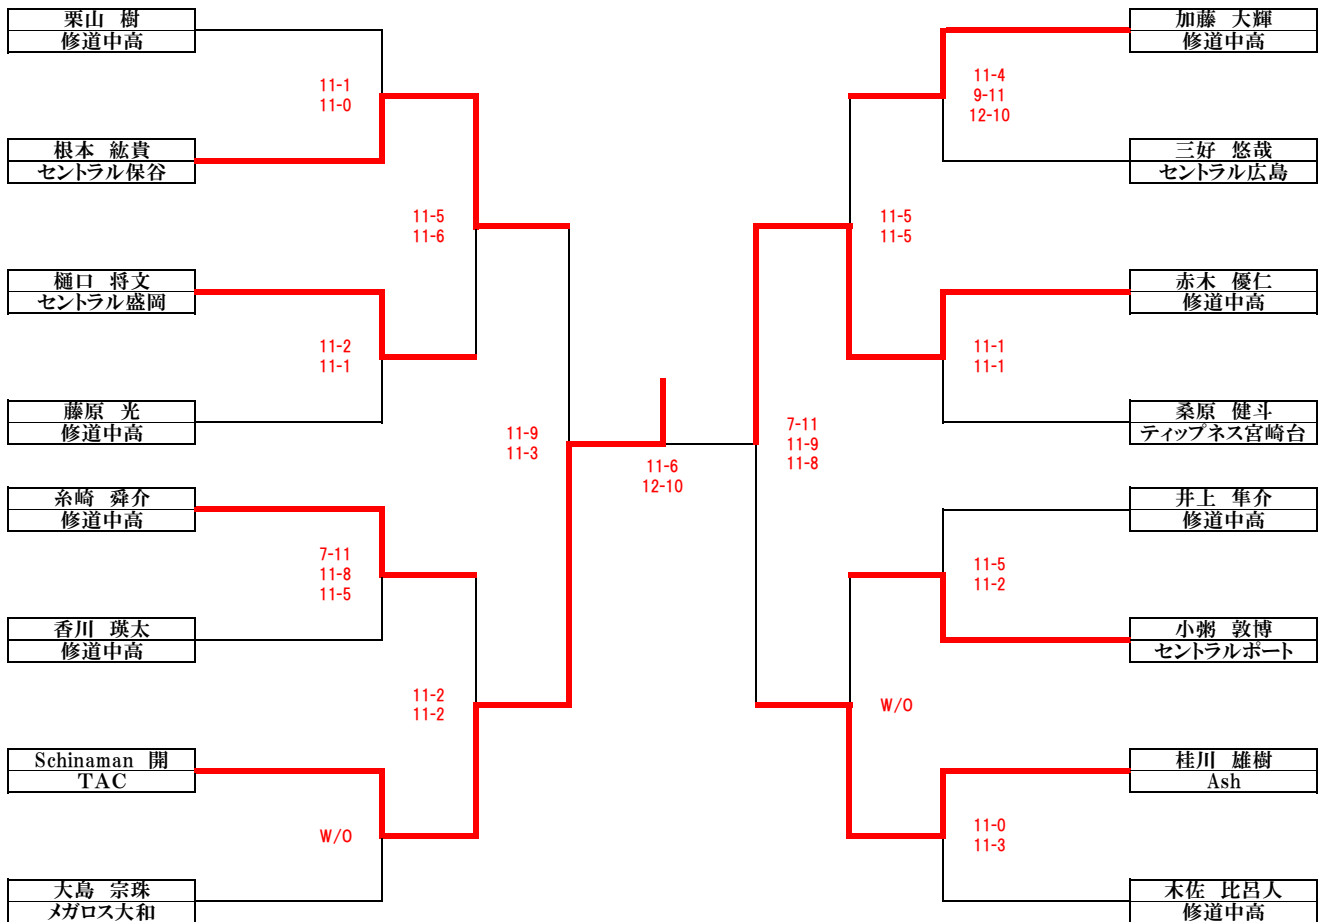 栗山 樹
修道中高
11-1
11-0
根本 紘貴
セントラル保谷
11-5
11-6
樋口 将文
セントラル盛岡
11-2
11-1
藤原 光
修道中高
11-9
11-3
糸崎 舜介
修道中高
7-11
11-8
11-5
香川 瑛太
修道中高
11-2
11-2
Schinaman 開
TAC
W/O
大島 宗珠
メガロス大和
11-6
12-10
加藤 大輝
修道中高
11-4
9-11
12-10
三好 悠哉
セントラル広島
11-5
11-5
赤木 優仁
修道中高
11-1
11-1
桑原 健斗
ティップネス宮崎台
7-11
11-9
11-8
井上 隼介
修道中高
11-5
11-2
小粥 敦博
セントラルポート
W/O
桂川 雄樹
Ash
11-0
11-3
木佐 比呂人
修道中高